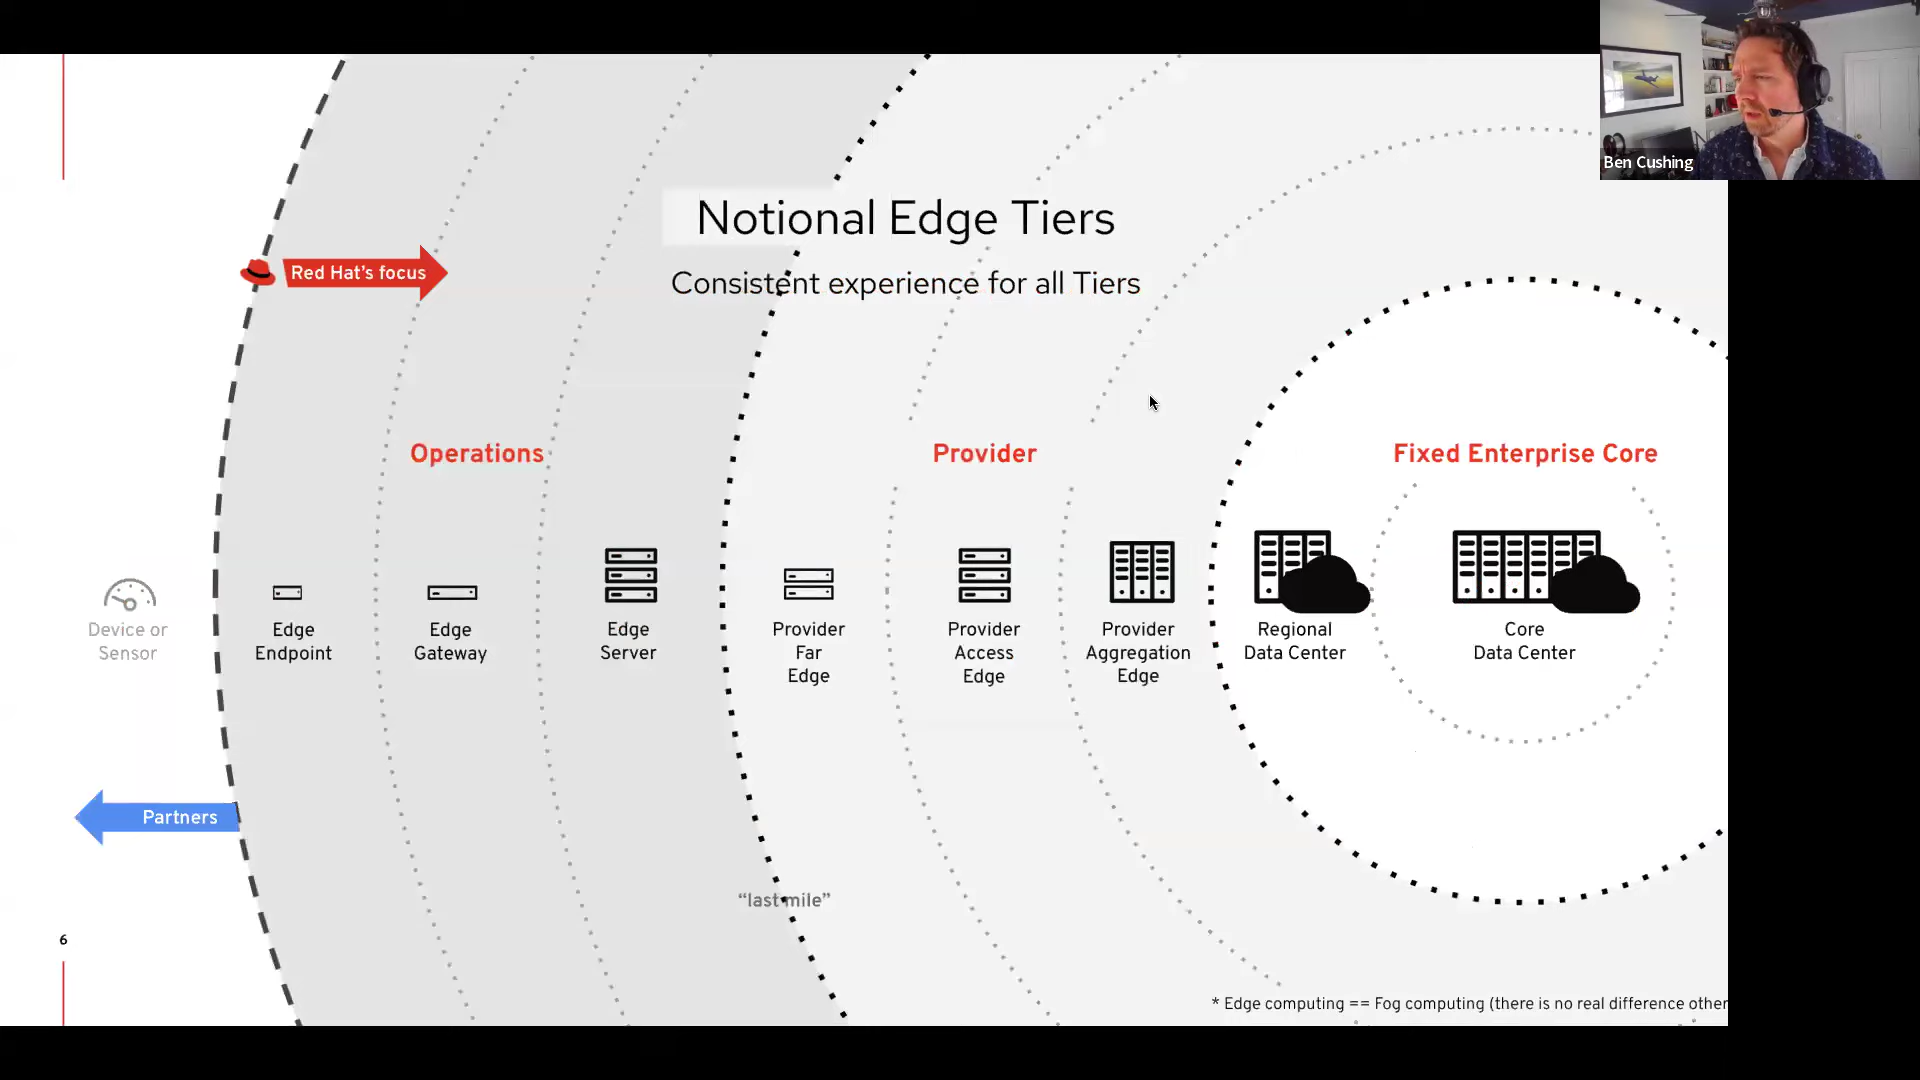 Ben Cushing
Notional Edge Tiers
Consistent experience for all Tiers
Red Hat's focus
Operations
Provider
Fixed Enterprise Core
Device or
Sensor
Edge
Endpoint
Edge
Gateway
Edge
Server
Provider
Far
Edge
Provider
Access
Edge
Provider
Aggregation
Edge
Regional
Data Center
Core
Data Center
Partners
“last mile”
6
* Edge computing == Fog computing (there is no real difference other